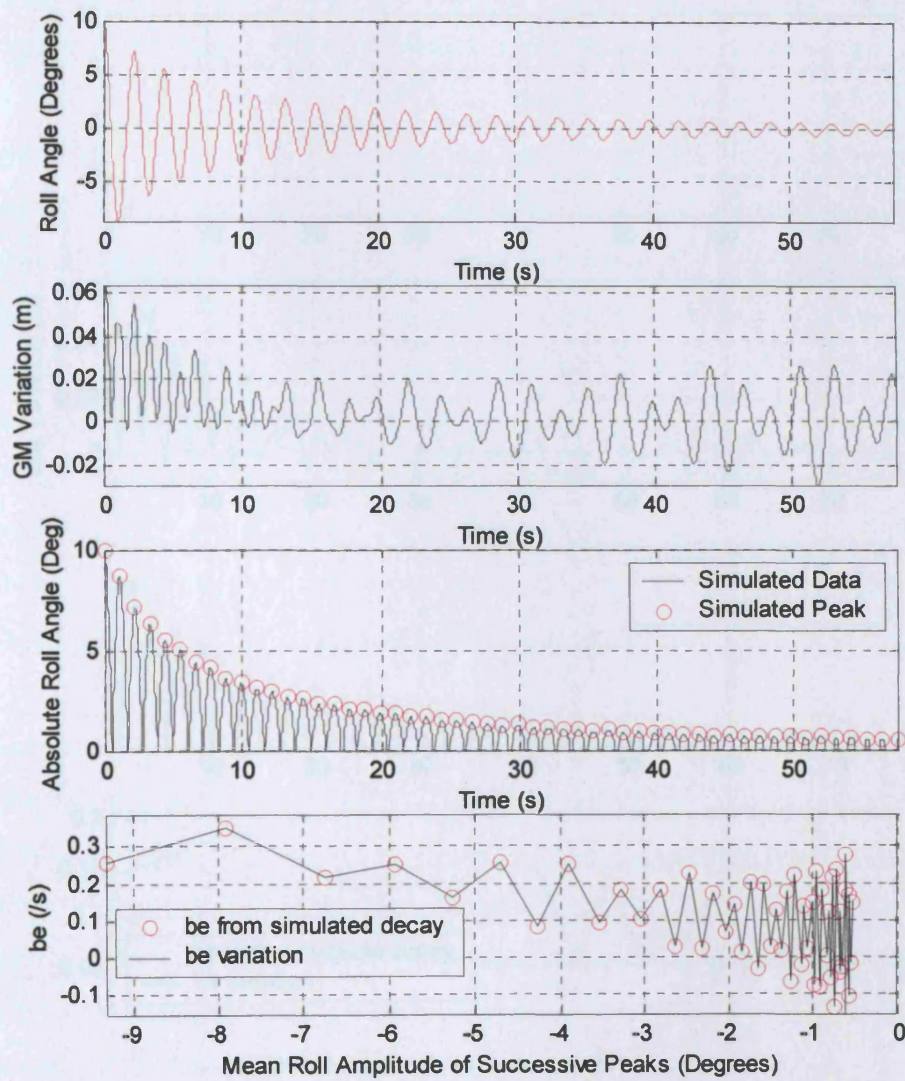 Roll Angle (Degrees)
10
5
0
-5
0 10 20 30 40 50
Time (s)
GM Variation (m)
0.06
0.04
0.02
0
-0.02
0 10 20 30 40 50
Time (s)
Absolute Roll Angle (Deg)
10
5
0
Simulated Data
Simulated Peak
0 10 20 30 40 50
Time (s)
be (/s)
0.3
0.2
0.1
0
-0.1
be from simulated decay
be variation
-9 -8 -7 -6 -5 -4 -3 -2 -1 0
Mean Roll Amplitude of Successive Peaks (Degrees)